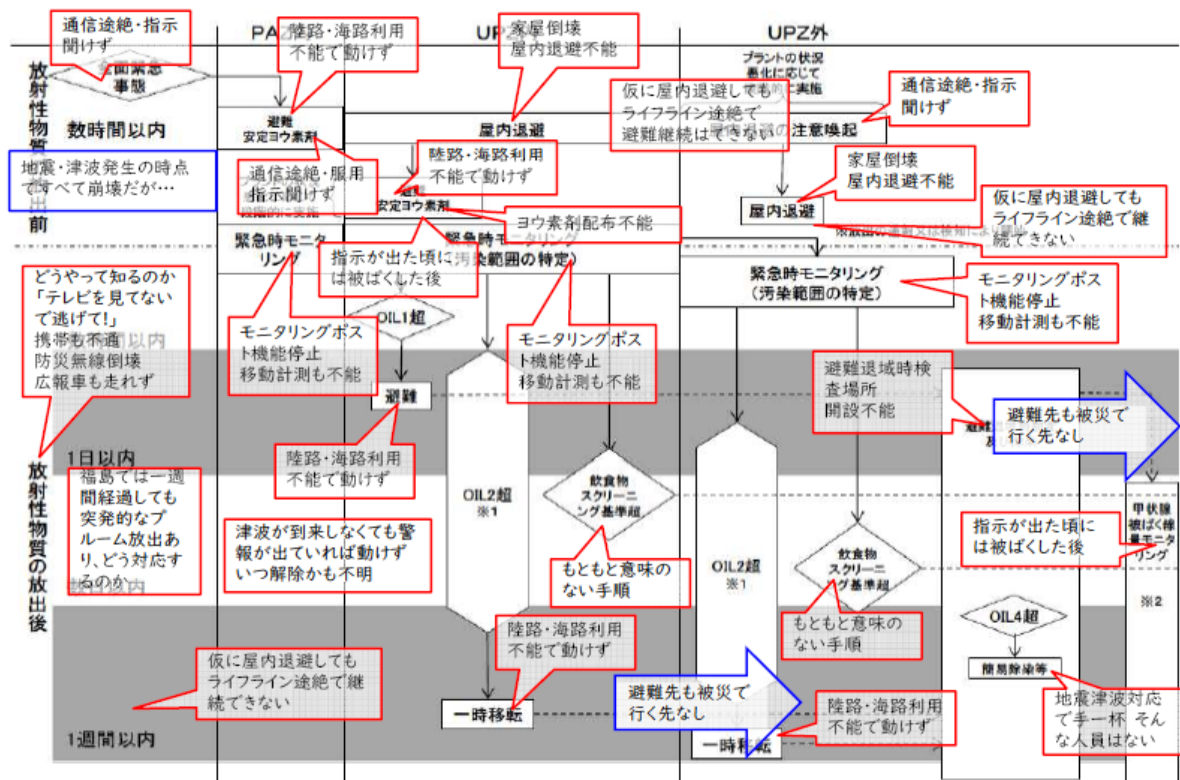 通信途絶・指示
聞けず
陸路・海路利用
不能で動けず
家屋倒壊
屋内退避不能
UPZ外
全面緊急
事態
プラントの状況
悪化に応じて
仮に屋内退避しても
ライフライン途絶で
避難継続はできない
通信途絶・指示
聞けず
放射性物質
出前
数時間以内
避難
安定ヨウ素剤
屋内退避
の注意喚起
地震・津波発生の時点
ですべて崩壊だが…
通信途絶・服用
指示聞けず
陸路・海路利用
不能で動けず
安定ヨウ素剤
ヨウ素剤配布不能
家屋倒壊
屋内退避不能
屋内退避
仮に屋内退避しても
ライフライン途絶で継
続できない
緊急時モニタ
リング
緊急時モニタリング
(汚染範囲の特定)
指示が出た頃に
は被ばくした後
緊急時モニタリング
(汚染範囲の特定)
モニタリングポス
ト機能停止
移動計測も不能
どうやって知るのか
「テレビを見てない
で逃げて!」
携帯も不通
防災無線倒壊
広報車も走れず
モニタリングポス
ト機能停止
移動計測も不能
OIL1超
モニタリングポス
ト機能停止
移動計測も不能
避難
陸路・海路利用
不能で動けず
避難退域時検
査場所
開設不能
避難先も被災で
行く先なし
放射性物質の放出後
1日以内
福島では一週
間経過しても
突発的なプ
ルーム放出あ
り、どう対応す
るのか
津波が到来しなくても警
報が出ていれば動けず
いつ解除かも不明
OIL2超
※1
飲食物
スクリーニ
ング基準超
もともと意味の
ない手順
OIL2超
※1
飲食物
スクリーニ
ング基準超
もともと意味の
ない手順
指示が出た頃に
は被ばくした後
甲状腺
被ばく線
量モニタ
リング
※2
数日以内
OIL4超
簡易除染等
地震津波対応
で手一杯 そん
な人員はない
仮に屋内退避しても
ライフライン途絶で継
続できない
陸路・海路利用
不能で動けず
一時移転
避難先も被災で
行く先なし
陸路・海路利用
不能で動けず
一時移転
1週間以内